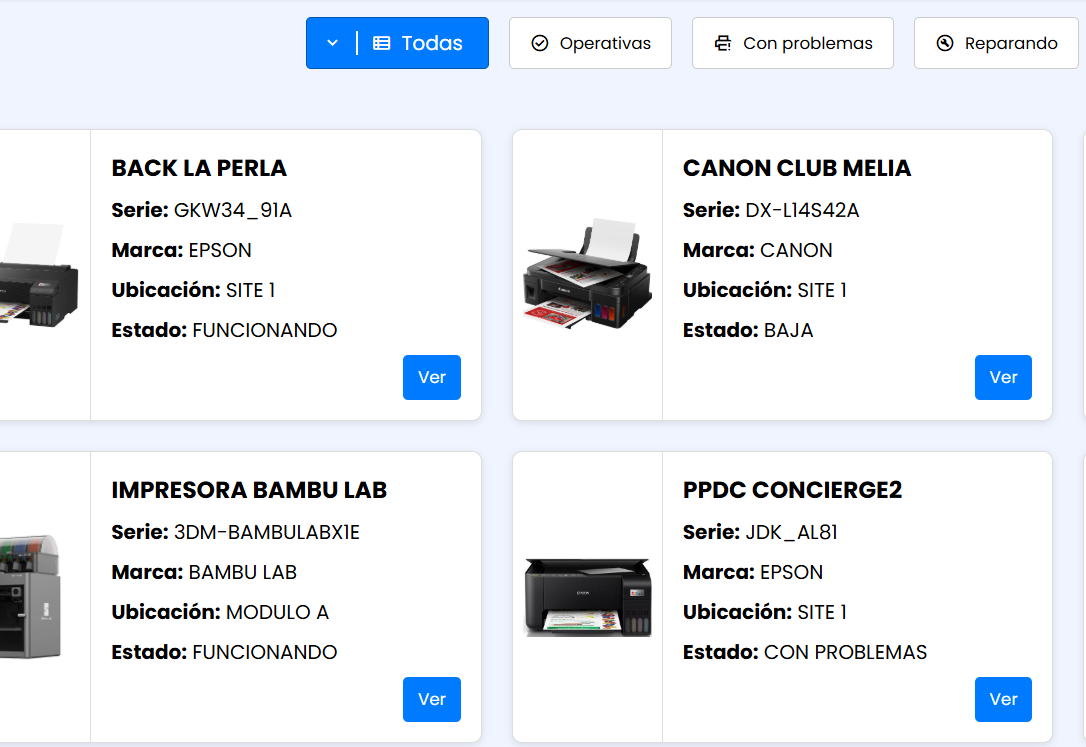 Todas
Operativas
Con problemas
Reparando
BACK LA PERLA
Serie: GKW34_91A
Marca: EPSON
Ubicación: SITE 1
Estado: FUNCIONANDO
Ver
CANON CLUB MELIA
Serie: DX-L14S42A
Marca: CANON
Ubicación: SITE 1
Estado: BAJA
Ver
IMPRESORA BAMBU LAB
Serie: 3DM-BAMBULABX1E
Marca: BAMBU LAB
Ubicación: MODULO A
Estado: FUNCIONANDO
Ver
PPDC CONCIERGE2
Serie: JDK_AL81
Marca: EPSON
Ubicación: SITE 1
Estado: CON PROBLEMAS
Ver